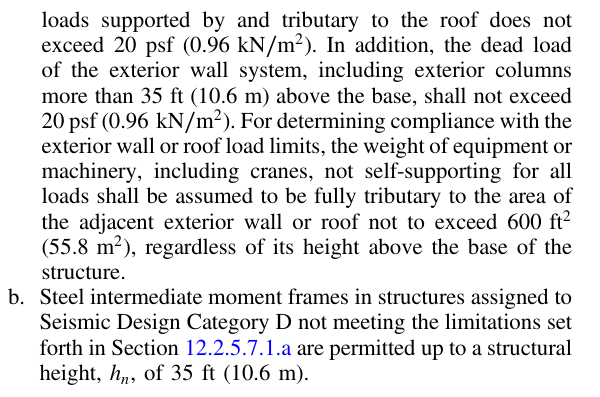 loads supported by and tributary to the roof does not
exceed 20 psf (0.96 kN/m²). In addition, the dead load
of the exterior wall system, including exterior columns
more than 35 ft (10.6 m) above the base, shall not exceed
20 psf (0.96 kN/m²). For determining compliance with the
exterior wall or roof load limits, the weight of equipment or
machinery, including cranes, not self-supporting for all
loads shall be assumed to be fully tributary to the area of
the adjacent exterior wall or roof not to exceed 600 ft²
(55.8 m²), regardless of its height above the base of the
structure.
b. Steel intermediate moment frames in structures assigned to
Seismic Design Category D not meeting the limitations set
forth in Section 12.2.5.7.1.a are permitted up to a structural
height, hₙ, of 35 ft (10.6 m).